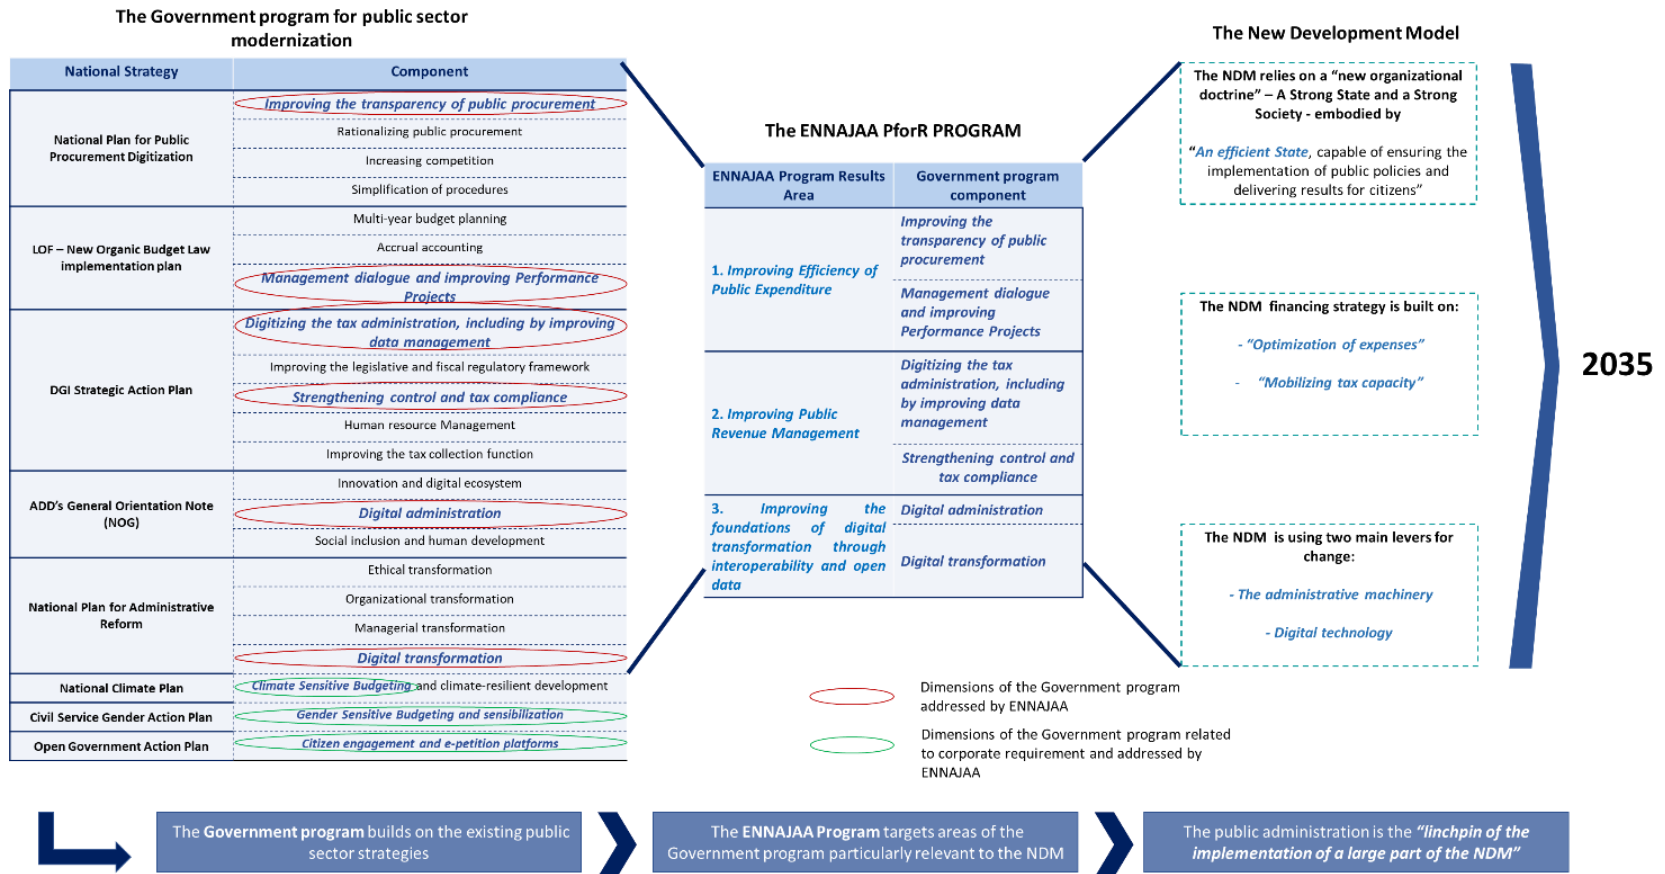 The Government program for public sector
modernization
National Strategy
Component
National Plan for Public
Procurement Digitization
Improving the transparency of public procurement
Rationalizing public procurement
Increasing competition
Simplification of procedures
LOF – New Organic Budget Law
implementation plan
Multi-year budget planning
Accrual accounting
Management dialogue and improving Performance
Projects
DGI Strategic Action Plan
Digitizing the tax administration, including by improving
data management
Improving the legislative and fiscal regulatory framework
Strengthening control and tax compliance
Human resource Management
Improving the tax collection function
ADD's General Orientation Note
(NOG)
Innovation and digital ecosystem
Digital administration
Social inclusion and human development
National Plan for Administrative
Reform
Ethical transformation
Organizational transformation
Managerial transformation
Digital transformation
National Climate Plan
Climate Sensitive Budgeting and climate-resilient development
Civil Service Gender Action Plan
Gender Sensitive Budgeting and sensibilization
Open Government Action Plan
Citizen engagement and e-petition platforms
The ENNAJAA PforR PROGRAM
ENNAJAA Program Results
Area
Government program
component
1. Improving Efficiency of
Public Expenditure
Improving the
transparency of public
procurement
Management dialogue
and improving
Performance Projects
2. Improving Public
Revenue Management
Digitizing the tax
administration, including
by improving data
management
Strengthening control and
tax compliance
3. Improving the
foundations of digital
transformation through
interoperability and open
data
Digital administration
Digital transformation
Dimensions of the Government program
addressed by ENNAJAA
Dimensions of the Government program related
to corporate requirement and addressed by
ENNAJAA
The New Development Model
The NDM relies on a “new organizational
doctrine” – A Strong State and a Strong
Society - embodied by
“An efficient State, capable of ensuring the
implementation of public policies and
delivering results for citizens”
The NDM financing strategy is built on:
- “Optimization of expenses”
- “Mobilizing tax capacity”
The NDM is using two main levers for
change:
- The administrative machinery
- Digital technology
2035
The Government program builds on the existing public
sector strategies
The ENNAJAA Program targets areas of the
Government program particularly relevant to the NDM
The public administration is the “linchpin of the
implementation of a large part of the NDM”